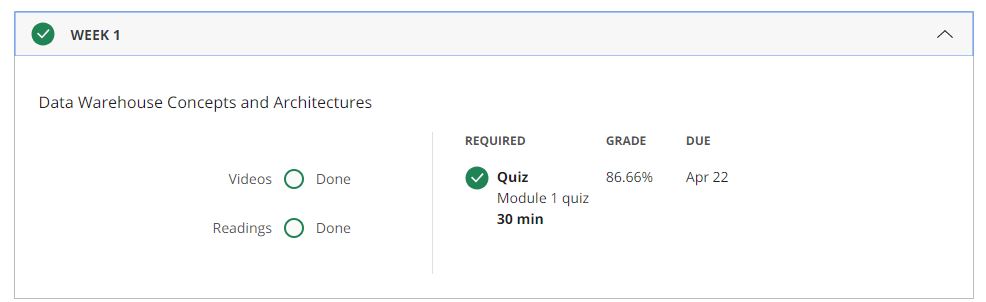 WEEK 1
Data Warehouse Concepts and Architectures
Videos Done
Readings Done
REQUIRED GRADE DUE
Quiz 86.66% Apr 22
Module 1 quiz
30 min